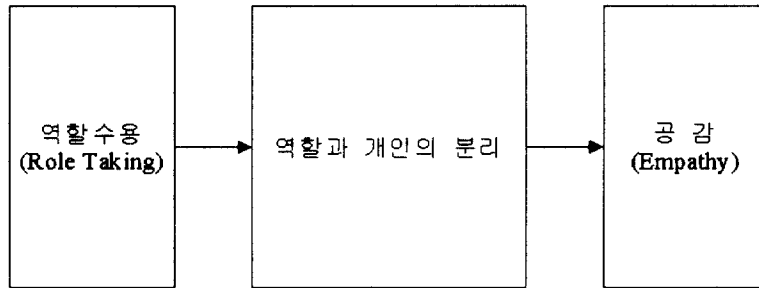 역할수용
(Role Taking)
역할과 개인의 분리
공 감
(Empathy)